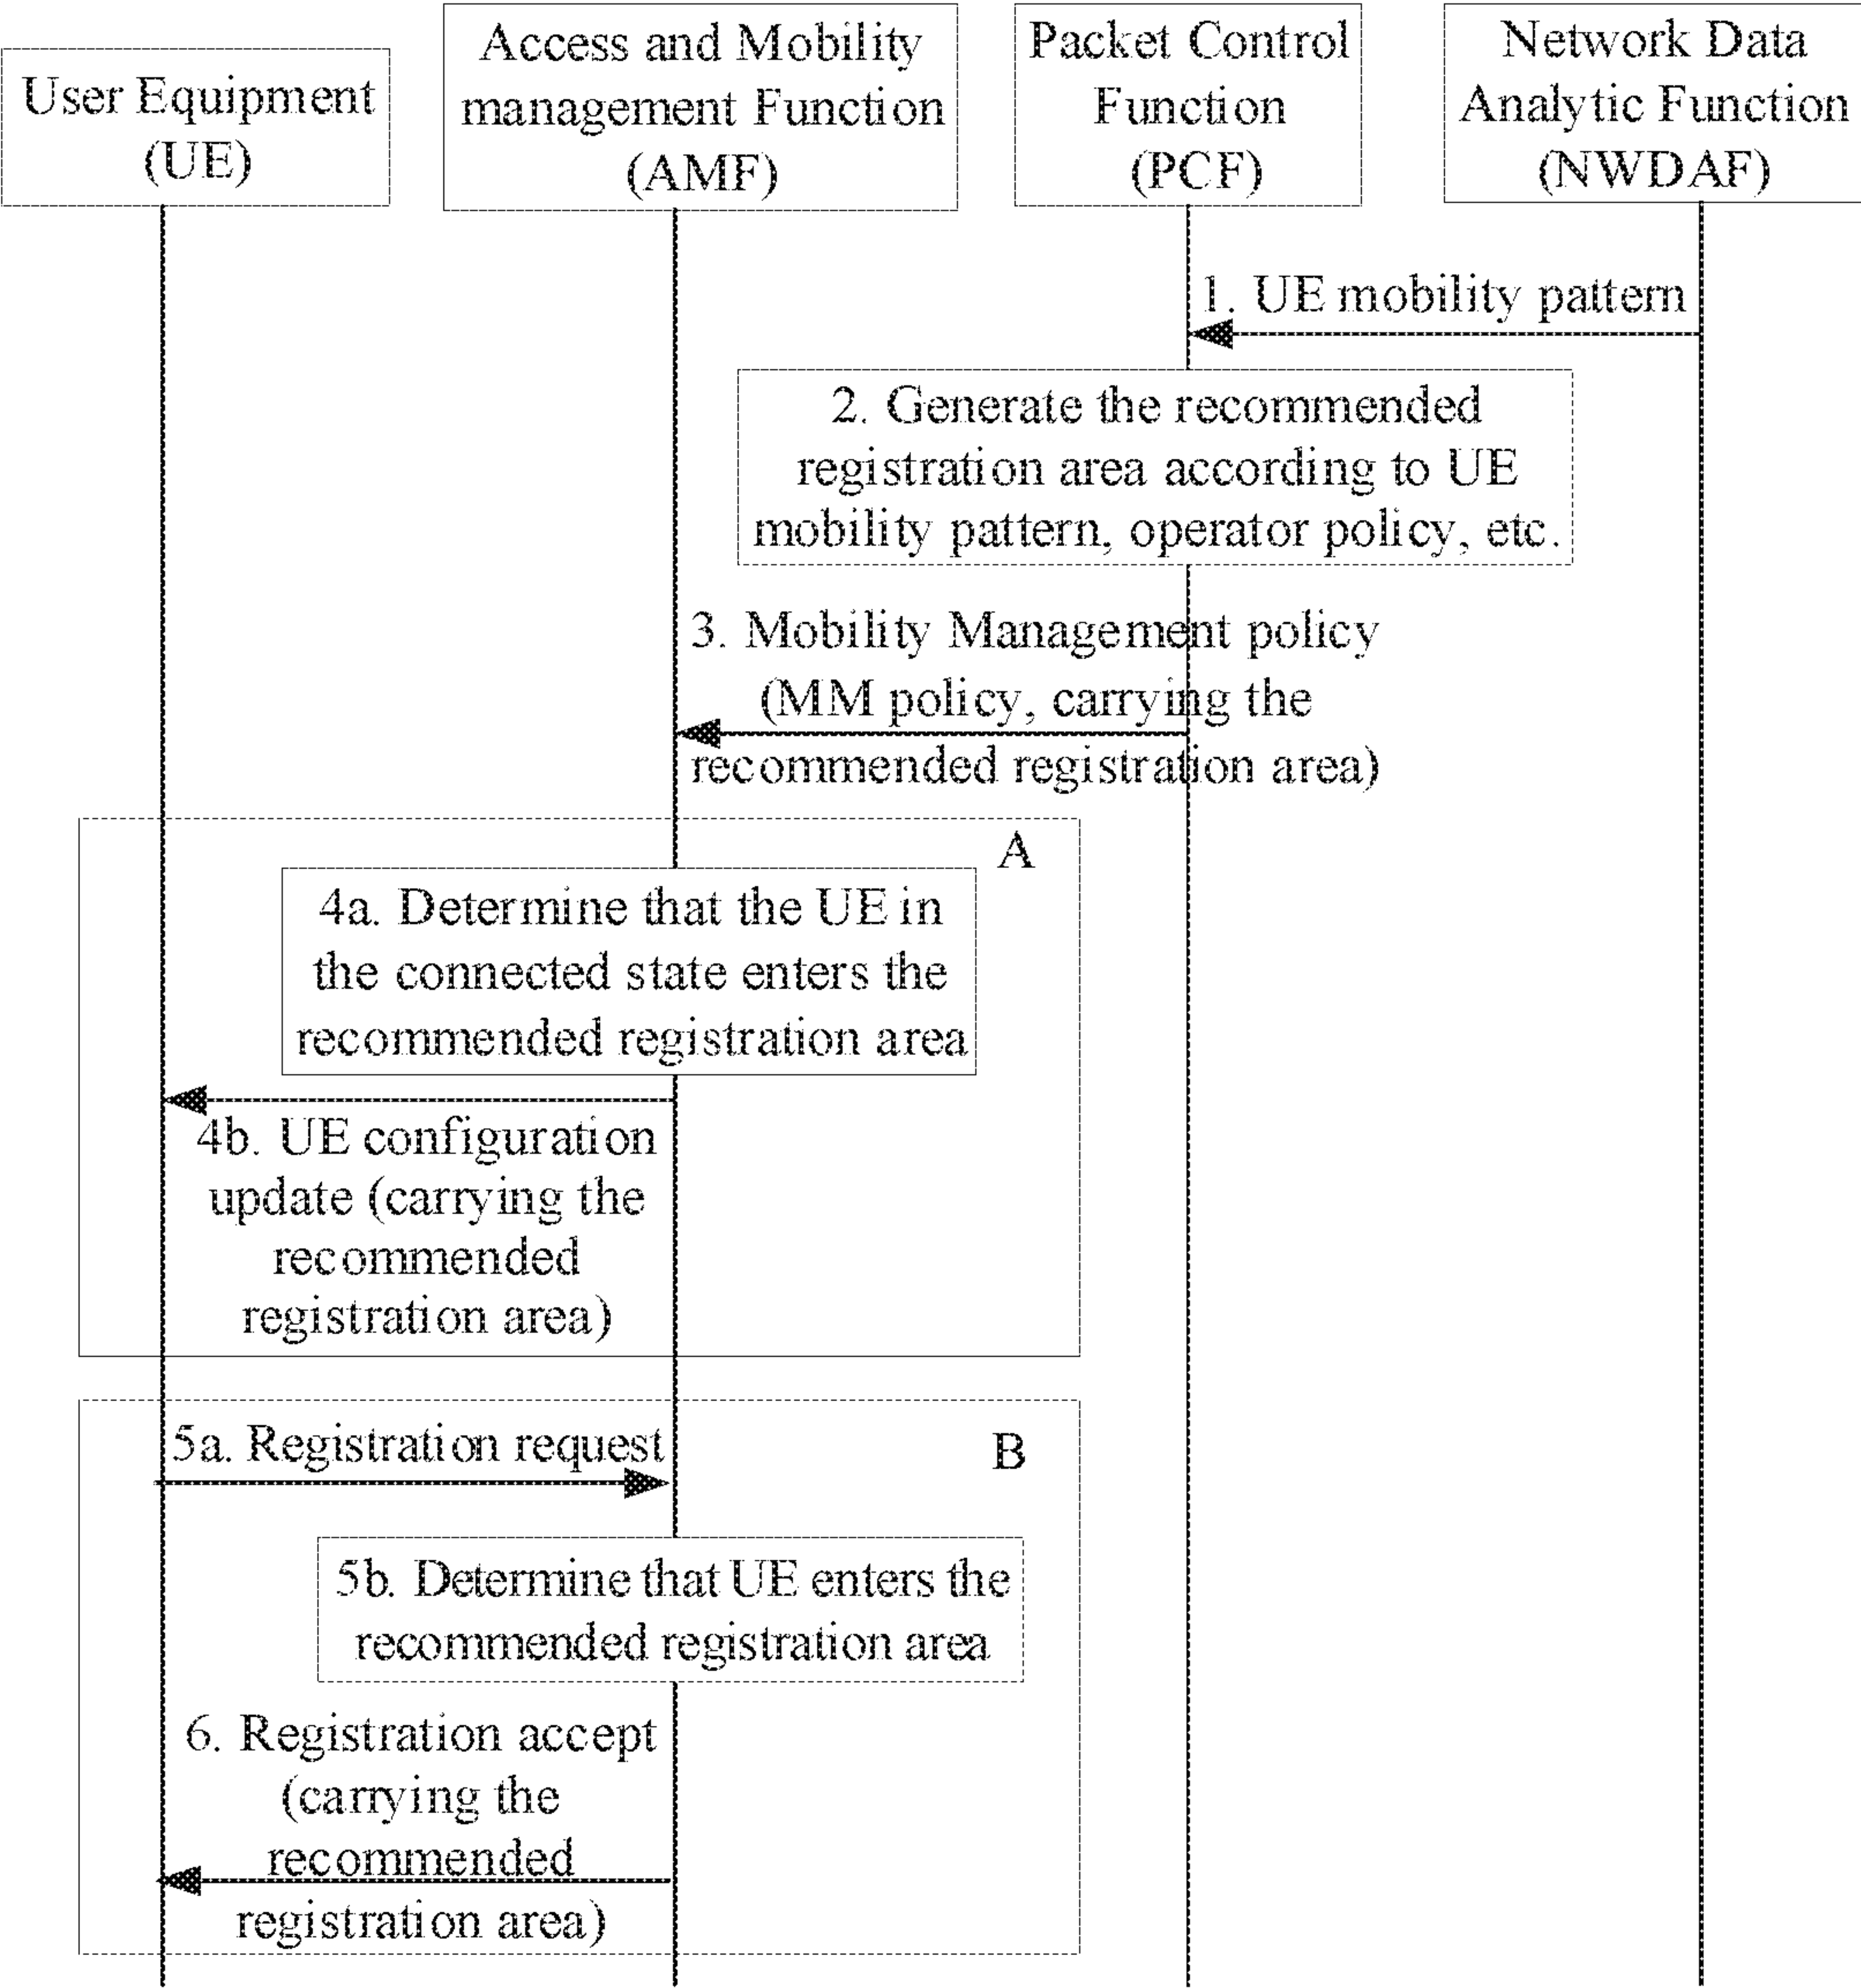 User Equipment
(UE)
Access and Mobility
management Function
(AMF)
Packet Control
Function
(PCF)
Network Data
Analytic Function
(NWDAF)
1. UE mobility pattern
2. Generate the recommended
registration area according to UE
mobility pattern, operator policy, etc.
3. Mobility Management policy
(MM policy, carrying the
recommended registration area)
A
4a. Determine that the UE in
the connected state enters the
recommended registration area
4b. UE configuration
update (carrying the
recommended
registration area)
5a. Registration request
B
5b. Determine that UE enters the
recommended registration area
6. Registration accept
(carrying the
recommended
registration area)